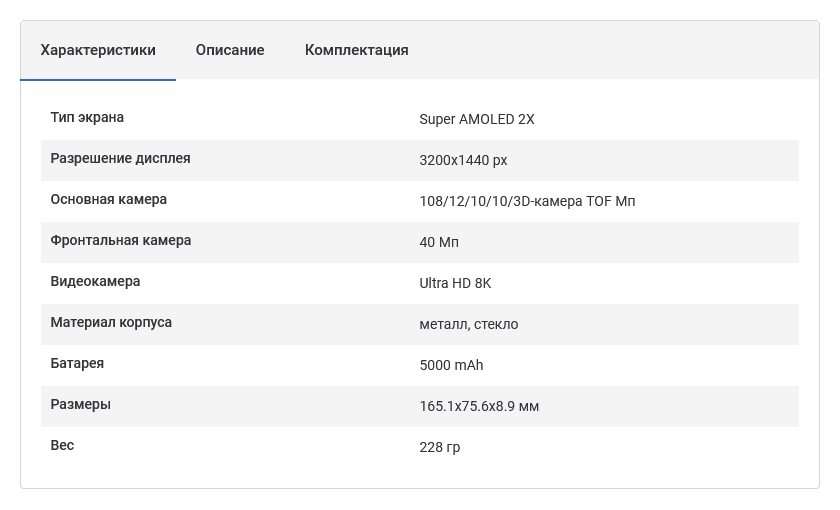 Характеристики Описание Комплектация
Тип экрана Super AMOLED 2X
Разрешение дисплея 3200x1440 px
Основная камера 108/12/10/10/3D-камера TOF Мп
Фронтальная камера 40 Мп
Видеокамера Ultra HD 8K
Материал корпуса металл, стекло
Батарея 5000 mAh
Размеры 165.1x75.6x8.9 мм
Вес 228 гр